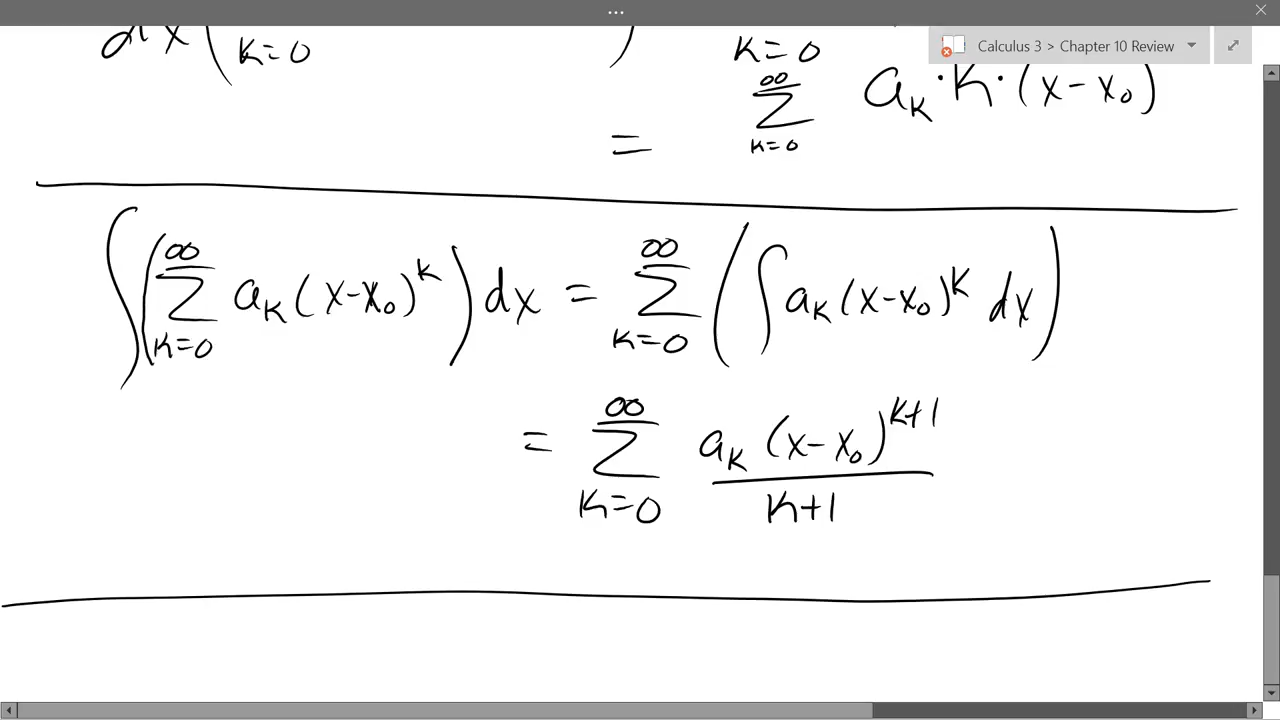 Calculus 3 > Chapter 10 Review
d/dx ( K=0 ) K=0
= ∞ Σ K=0 a_K · K · (x - x_0)
∫ ( ∞ Σ K=0 a_K (x-x_0)^K ) dx = ∞ Σ K=0 ( ∫ a_K (x-x_0)^K dx )
= ∞ Σ K=0 a_K (x-x_0)^{K+1} / K+1